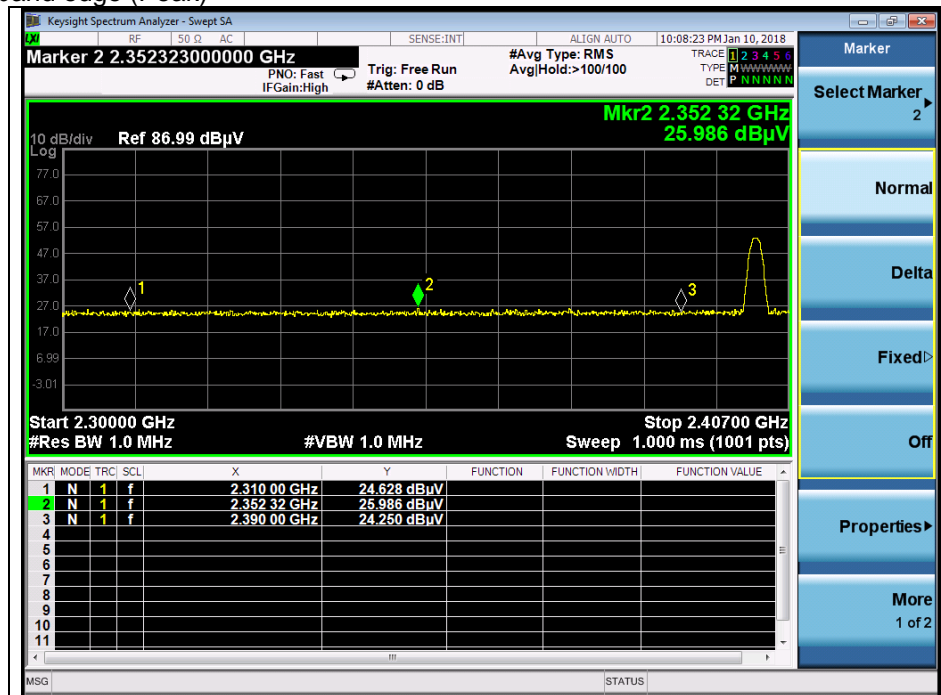 band edge (Peak)
Keysight Spectrum Analyzer - Swept SA
LXI RF 50 Ω AC SENSE:INT ALIGN AUTO 10:08:23 PM Jan 10, 2018
Marker 2 2.352323000000 GHz
PNO: Fast
IFGain:High
Trig: Free Run
#Atten: 0 dB
#Avg Type: RMS
Avg|Hold:>100/100
TRACE 1 2 3 4 5 6
TYPE M WWWWW
DET P N N N N N
Mkr2 2.352 32 GHz
25.986 dBµV
10 dB/div Ref 86.99 dBµV
Log
77.0
67.0
57.0
47.0
37.0
27.0
17.0
6.99
-3.01
1
2
3
Start 2.30000 GHz
Stop 2.40700 GHz
#Res BW 1.0 MHz
#VBW 1.0 MHz
Sweep 1.000 ms (1001 pts)
MKR MODE TRC SCL X Y FUNCTION FUNCTION WIDTH FUNCTION VALUE
1 N 1 f 2.310 00 GHz 24.628 dBµV
2 N 1 f 2.352 32 GHz 25.986 dBµV
3 N 1 f 2.390 00 GHz 24.250 dBµV
4
5
6
7
8
9
10
11
MSG
STATUS
Marker
Select Marker
2
Normal
Delta
Fixed
Off
Properties
More
1 of 2